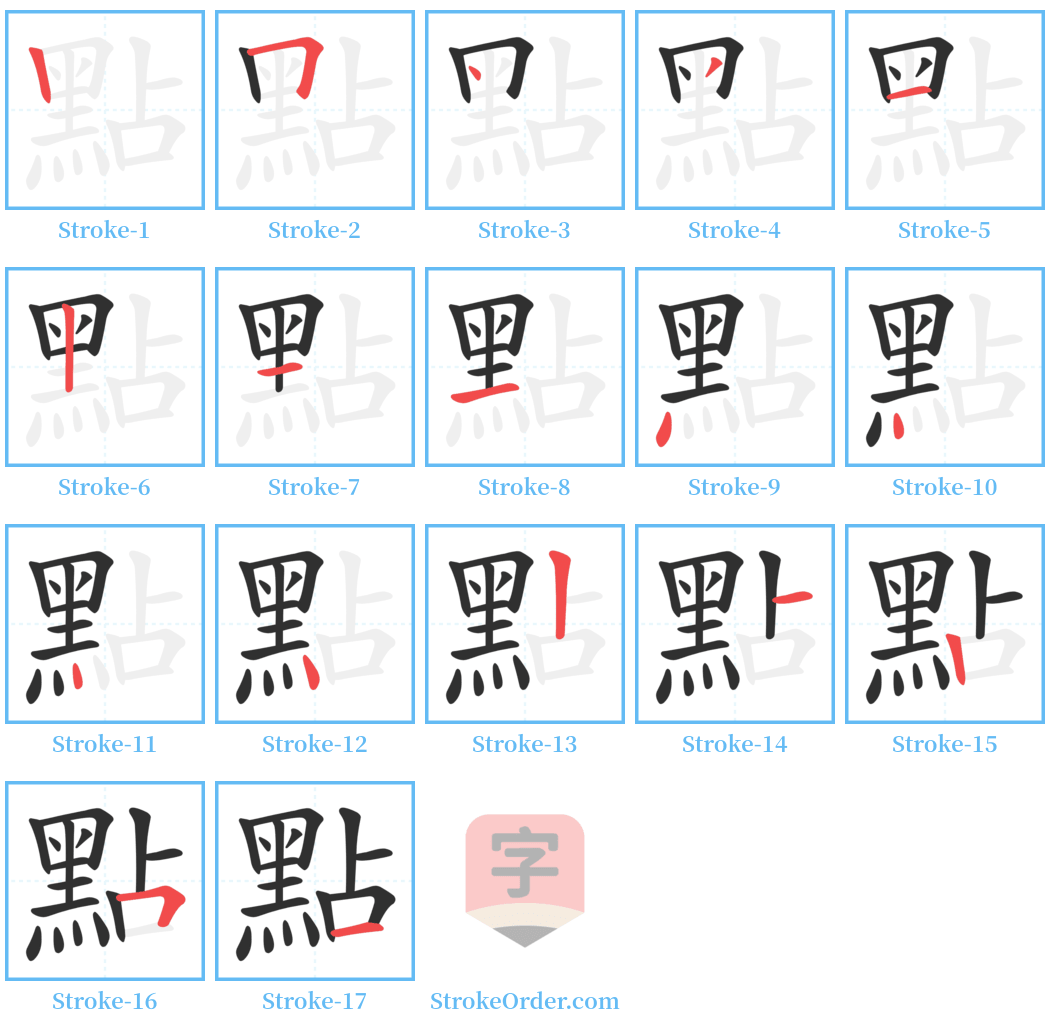 點 點 點 點 點
Stroke-1 Stroke-2 Stroke-3 Stroke-4 Stroke-5
點 點 點 點 點
Stroke-6 Stroke-7 Stroke-8 Stroke-9 Stroke-10
點 點 點 點 點
Stroke-11 Stroke-12 Stroke-13 Stroke-14 Stroke-15
點 點 字
Stroke-16 Stroke-17 StrokeOrder.com